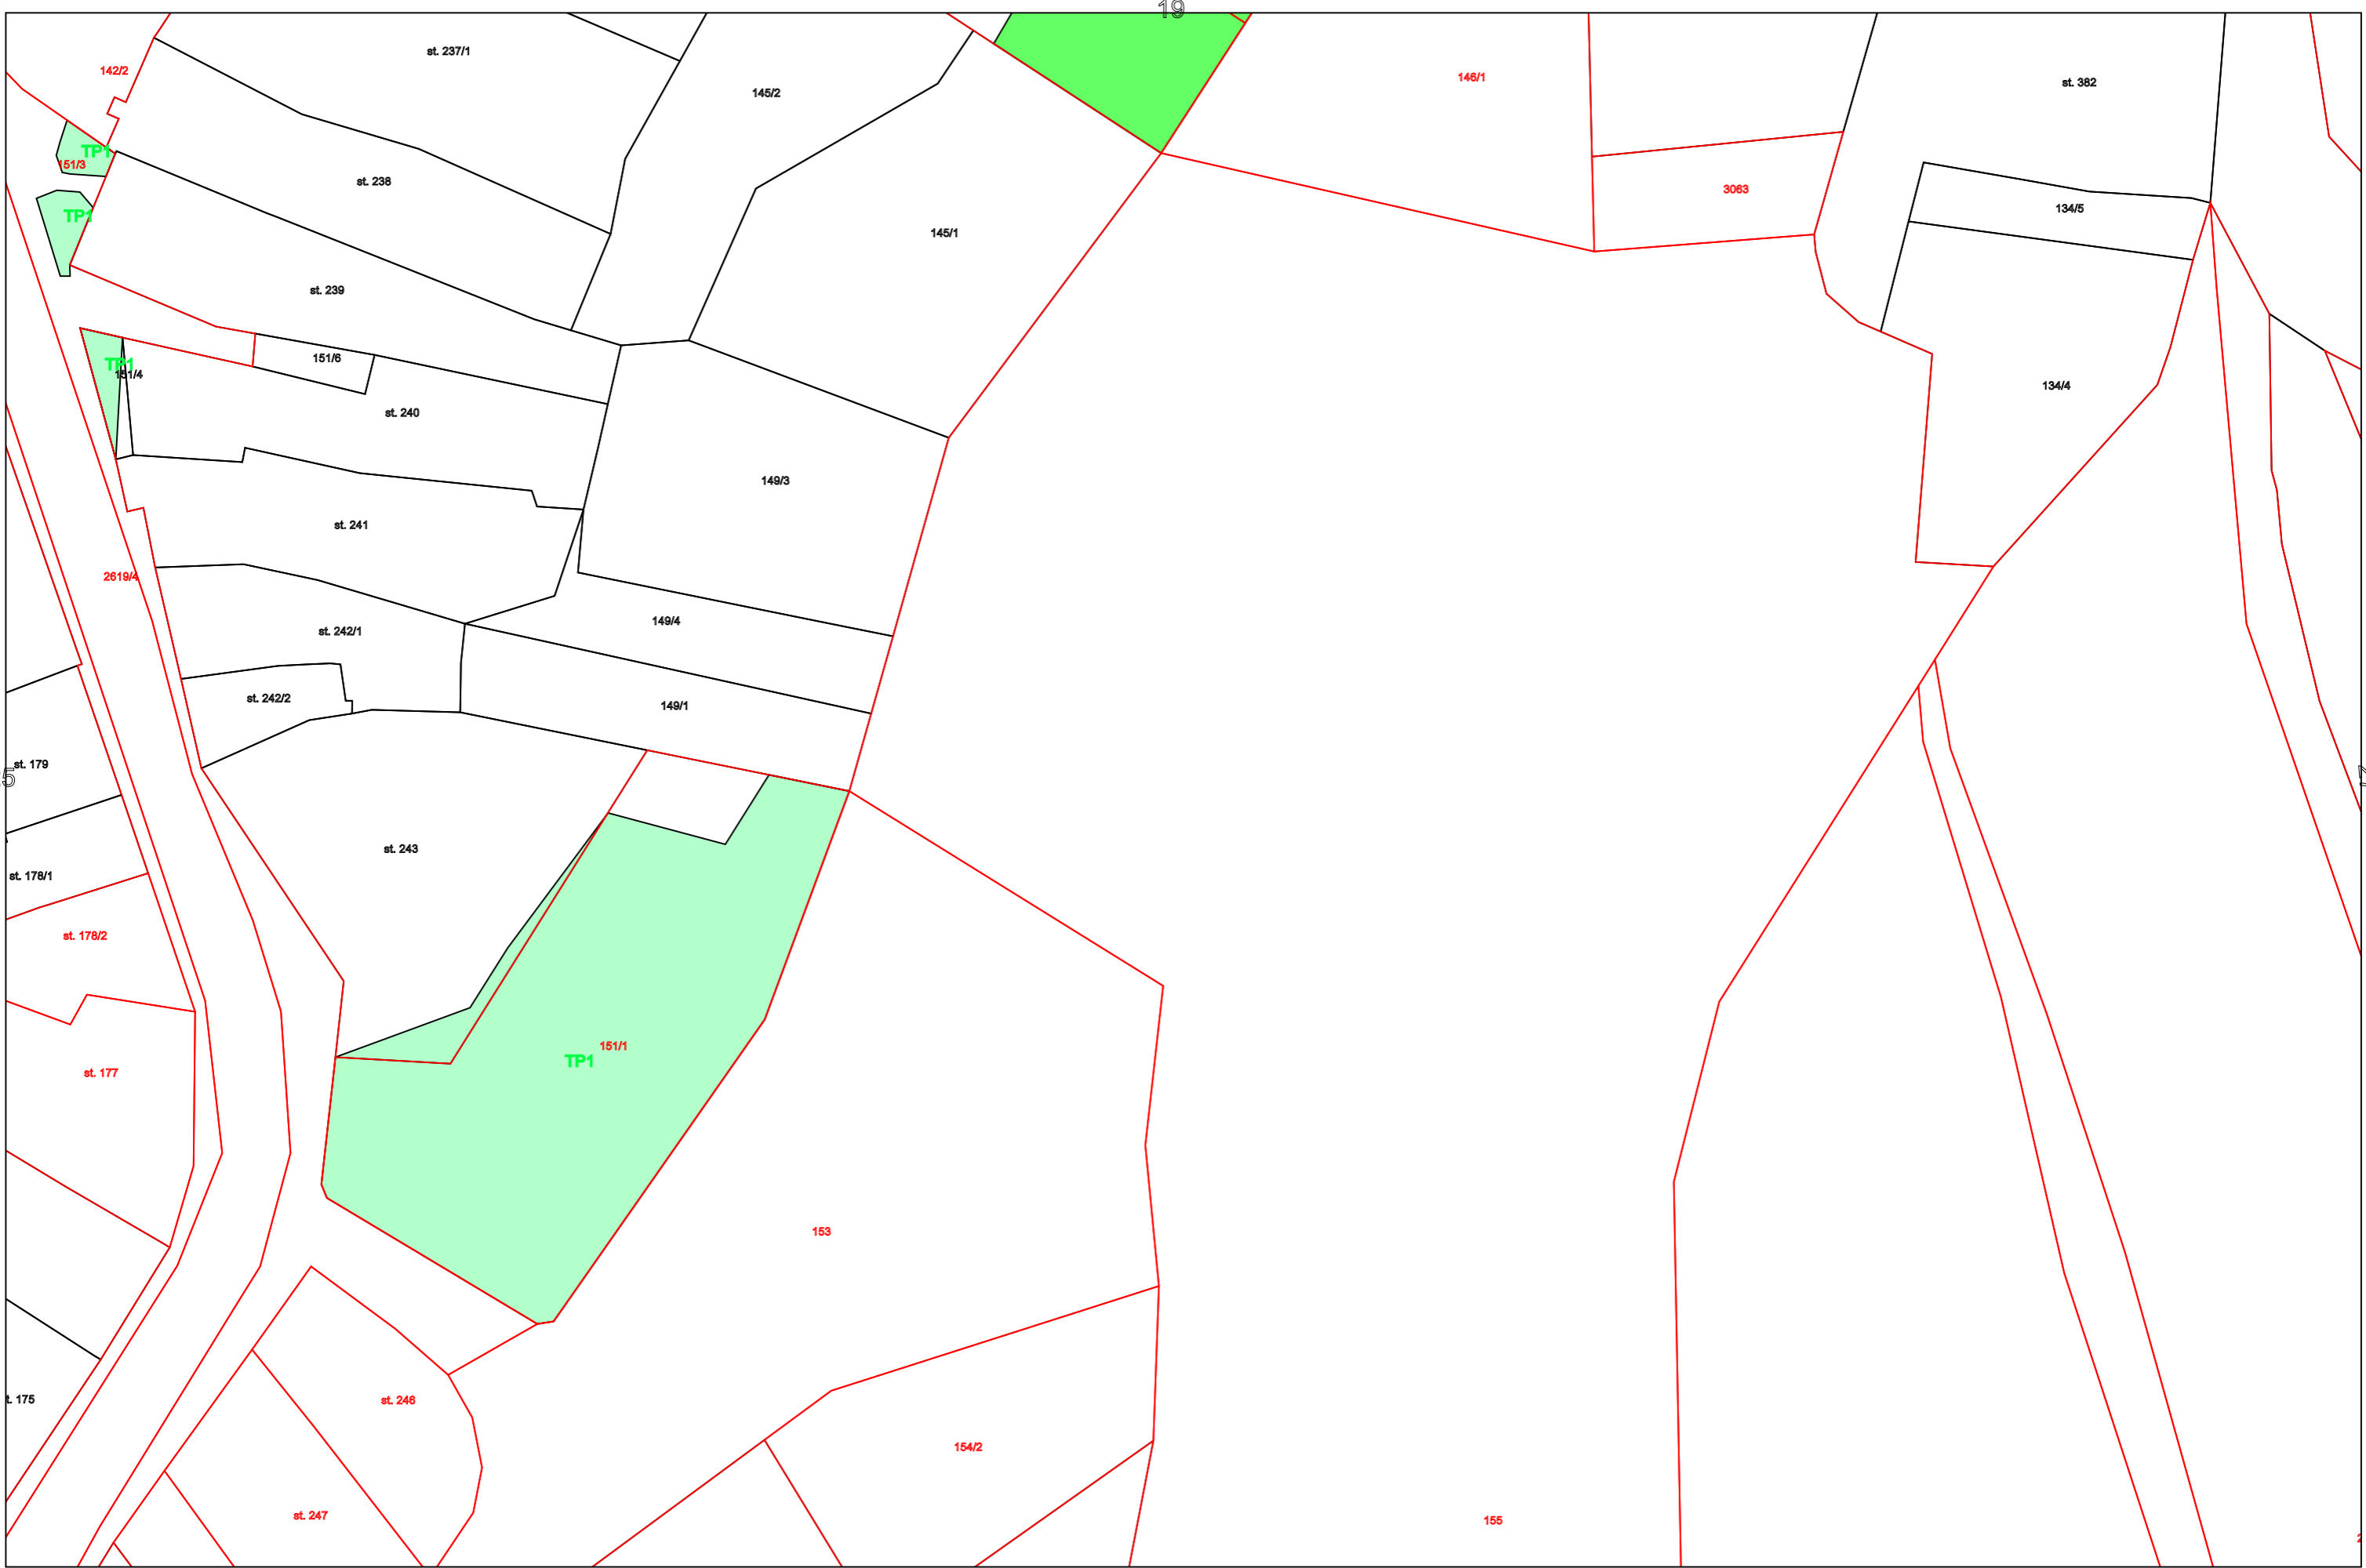 19
st. 237/1
142/2
145/2
146/1
st. 382
TP1
151/3
st. 238
3063
134/5
TP1
145/1
st. 239
151/6
TP1
151/4
134/4
st. 240
149/3
st. 241
2619/4
149/4
st. 242/1
st. 242/2
149/1
st. 179
5
st. 243
st. 178/1
st. 178/2
151/1
TP1
st. 177
153
t. 175
st. 246
154/2
st. 247
155